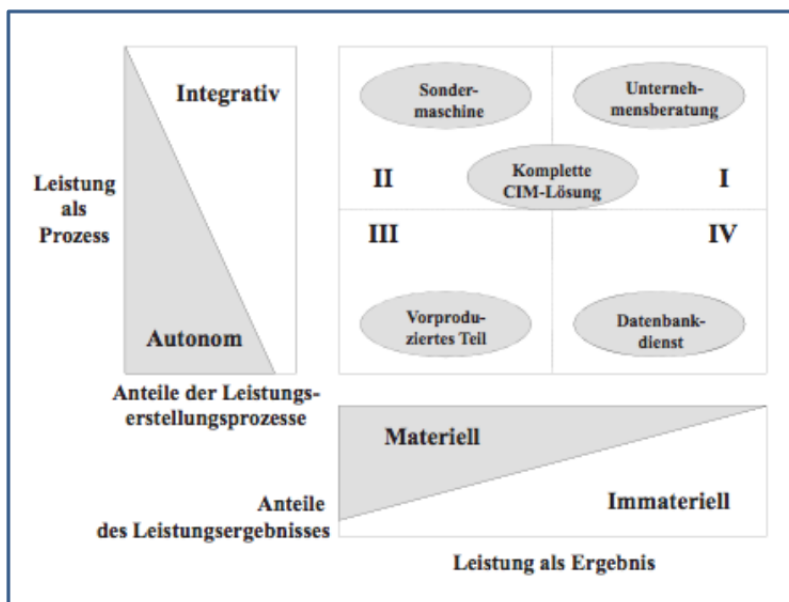 Integrativ
Leistung
als
Prozess
Autonom
Anteile der Leistungs-
erstellungsprozesse
Sonder-
maschine
Unterneh-
mensberatung
Komplette
CIM-Lösung
II
I
III
IV
Vorprodu-
ziertes Teil
Datenbank-
dienst
Materiell
Immateriell
Anteile
des Leistungsergebnisses
Leistung als Ergebnis